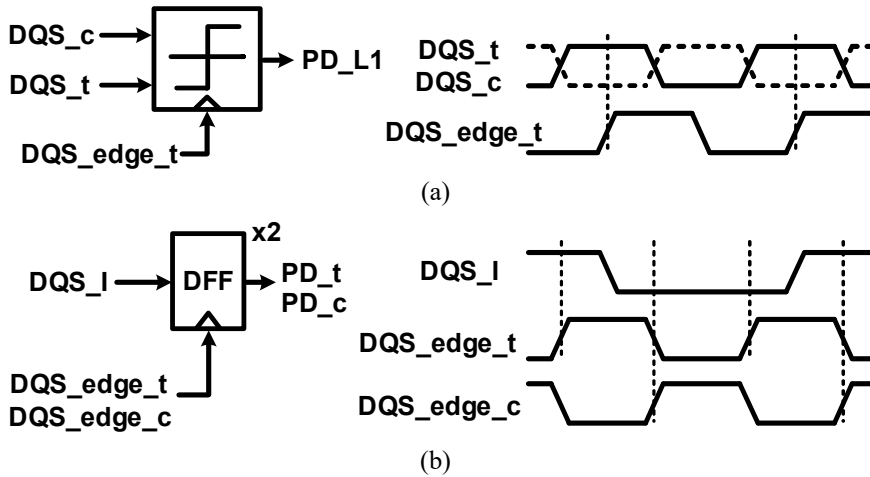 DQS_c
DQS_t
PD_L1
DQS_edge_t
DQS_t
DQS_c
DQS_edge_t
(a)
x2
DQS_I
DFF
PD_t
PD_c
DQS_edge_t
DQS_edge_c
DQS_I
DQS_edge_t
DQS_edge_c
(b)